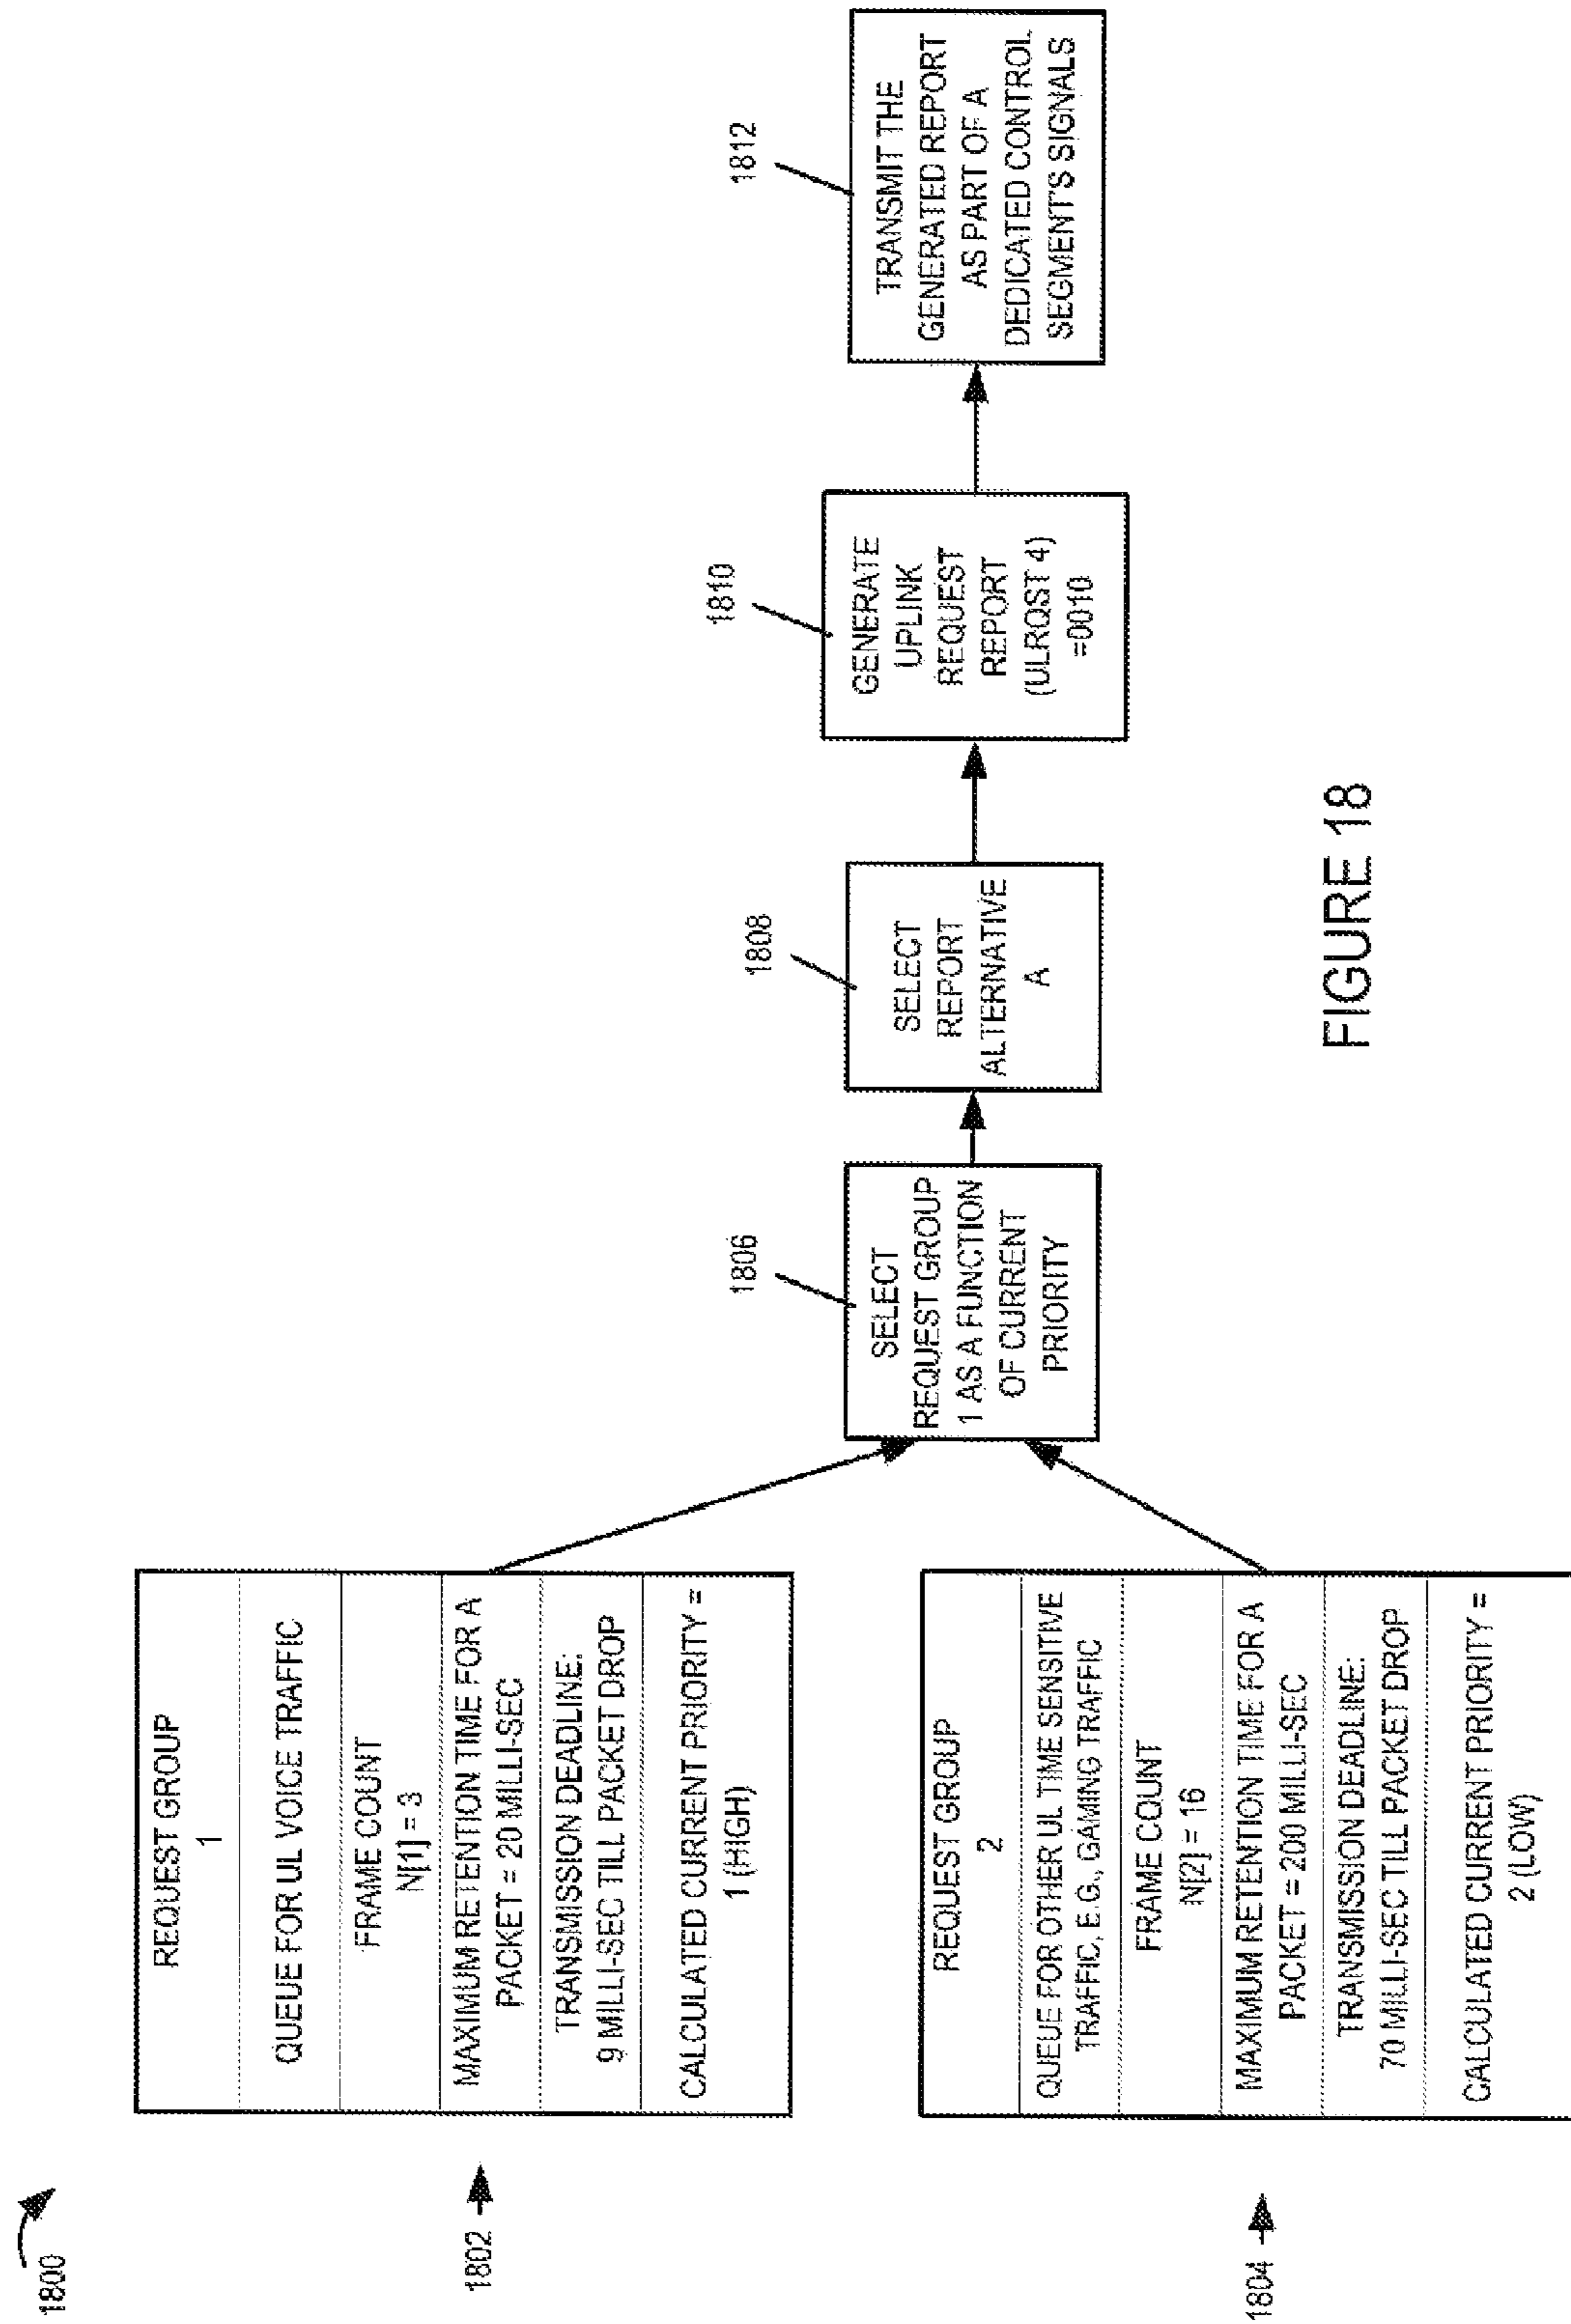 1800
1802
REQUEST GROUP
1
QUEUE FOR UL VOICE TRAFFIC
FRAME COUNT
N[1] = 3
MAXIMUM RETENTION TIME FOR A
PACKET = 20 MILLI-SEC
TRANSMISSION DEADLINE:
9 MILLI-SEC TILL PACKET DROP
CALCULATED CURRENT PRIORITY =
1 (HIGH)
1804
REQUEST GROUP
2
QUEUE FOR OTHER UL TIME SENSITIVE
TRAFFIC, E.G., GAMING TRAFFIC
FRAME COUNT
N[2] = 16
MAXIMUM RETENTION TIME FOR A
PACKET = 200 MILLI-SEC
TRANSMISSION DEADLINE:
70 MILLI-SEC TILL PACKET DROP
CALCULATED CURRENT PRIORITY =
2 (LOW)
1806
SELECT
REQUEST GROUP
1 AS A FUNCTION
OF CURRENT
PRIORITY
1808
SELECT
REPORT
ALTERNATIVE
A
1810
GENERATE
UPLINK
REQUEST
REPORT
(ULRQST 4)
=0010
1812
TRANSMIT THE
GENERATED REPORT
AS PART OF A
DEDICATED CONTROL
SEGMENT'S SIGNALS
FIGURE 18